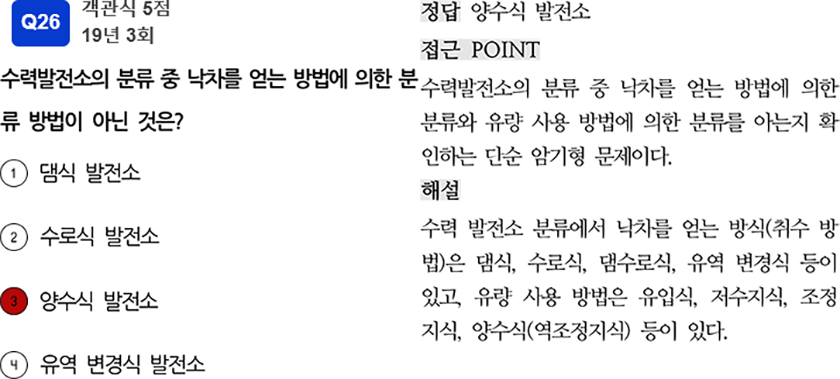 Q26
객관식 5점
19년 3회
수력발전소의 분류 중 낙차를 얻는 방법에 의한 분
류 방법이 아닌 것은?
1 댐식 발전소
2 수로식 발전소
3 양수식 발전소
4 유역 변경식 발전소
정답 양수식 발전소
접근 POINT
수력발전소의 분류 중 낙차를 얻는 방법에 의한
분류와 유량 사용 방법에 의한 분류를 아는지 확
인하는 단순 암기형 문제이다.
해설
수력 발전소 분류에서 낙차를 얻는 방식(취수 방
법)은 댐식, 수로식, 댐수로식, 유역 변경식 등이
있고, 유량 사용 방법은 유입식, 저수지식, 조정
지식, 양수식(역조정지식) 등이 있다.